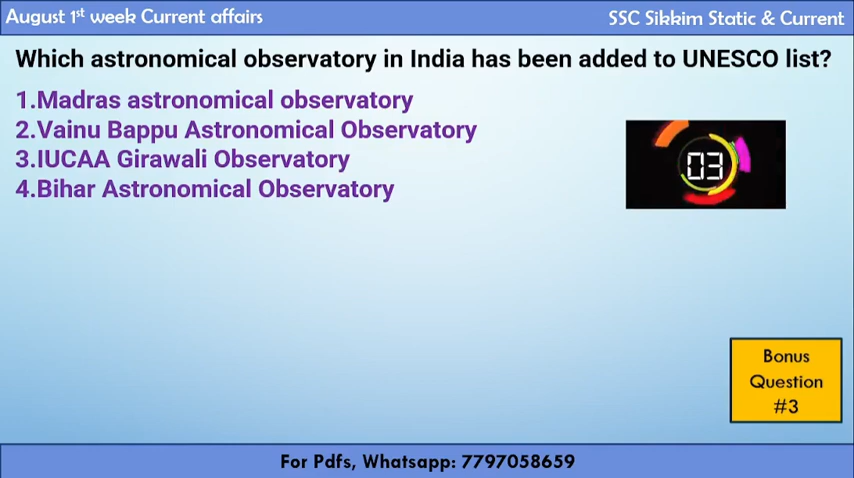 August 1st week Current affairs
SSC Sikkim Static & Current
Which astronomical observatory in India has been added to UNESCO list?
1.Madras astronomical observatory
2.Vainu Bappu Astronomical Observatory
3.IUCAA Girawali Observatory
4.Bihar Astronomical Observatory
03
Bonus
Question
#3
For Pdfs, Whatsapp: 7797058659